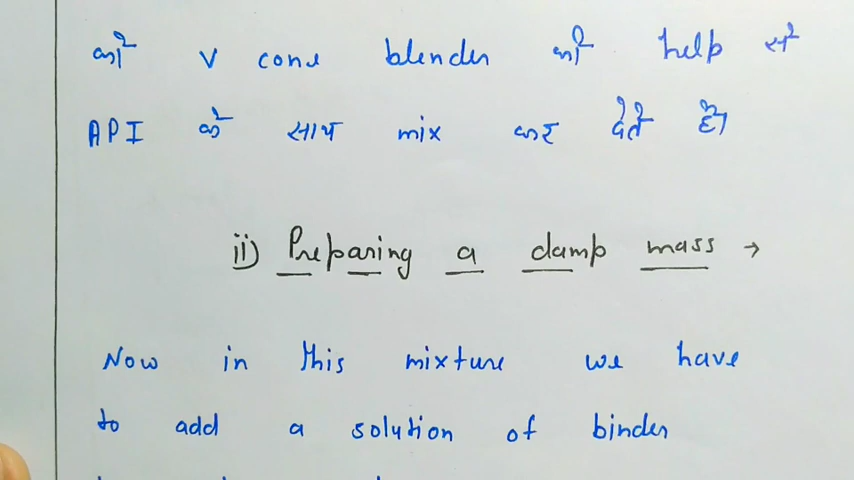 को V cone blender की help से
API के साथ mix कर देते है।
ii) Preparing a damp mass →
Now in this mixture we have
to add a solution of binder